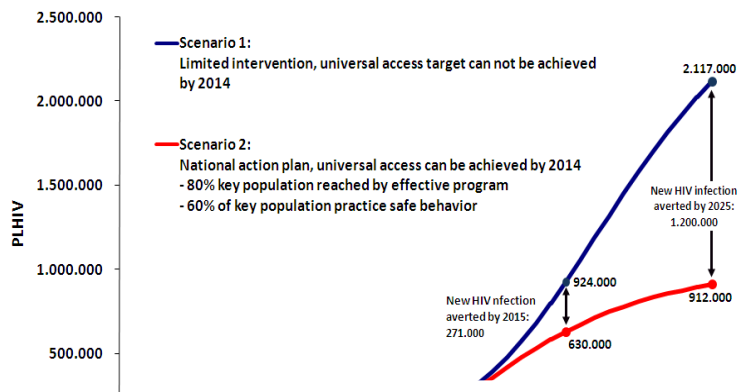 2.500.000
2.000.000
1.500.000
1.000.000
500.000
PLHIV
Scenario 1:
Limited intervention, universal access target can not be achieved
by 2014
Scenario 2:
National action plan, universal access can be achieved by 2014
- 80% key population reached by effective program
- 60% of key population practice safe behavior
2.117.000
New HIV infection
averted by 2025:
1.200.000
924.000
912.000
New HIV nfection
averted by 2015:
271.000
630.000